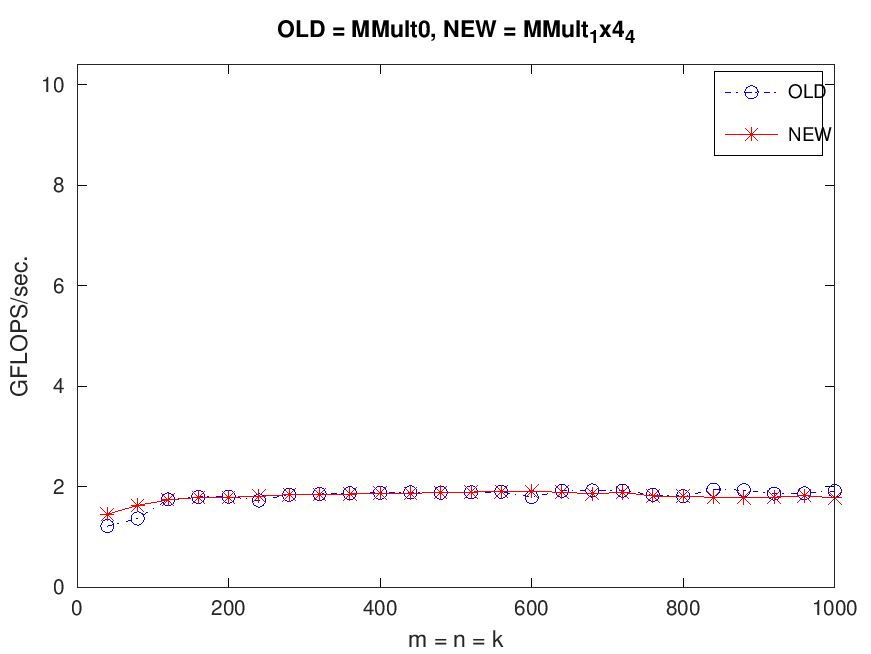 OLD = MMult0, NEW = MMult₁x4₄
10
8
6
4
2
0
GFLOPS/sec.
OLD
NEW
0 200 400 600 800 1000
m = n = k